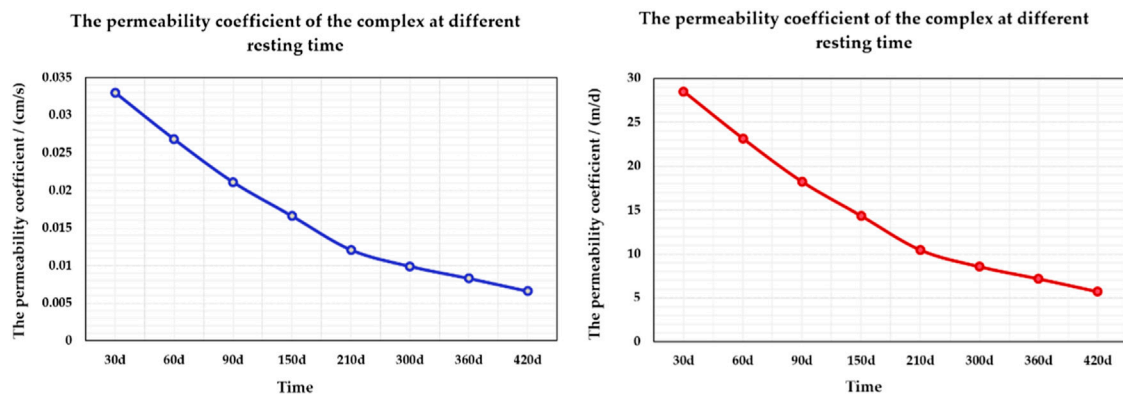 The permeability coefficient of the complex at different
resting time
The permeability coefficient / (cm/s)
0.035
0.03
0.025
0.02
0.015
0.01
0.005
0
30d 60d 90d 150d 210d 300d 360d 420d
Time
The permeability coefficient of the complex at different
resting time
The permeability coefficient / (m/d)
30
25
20
15
10
5
0
30d 60d 90d 150d 210d 300d 360d 420d
Time